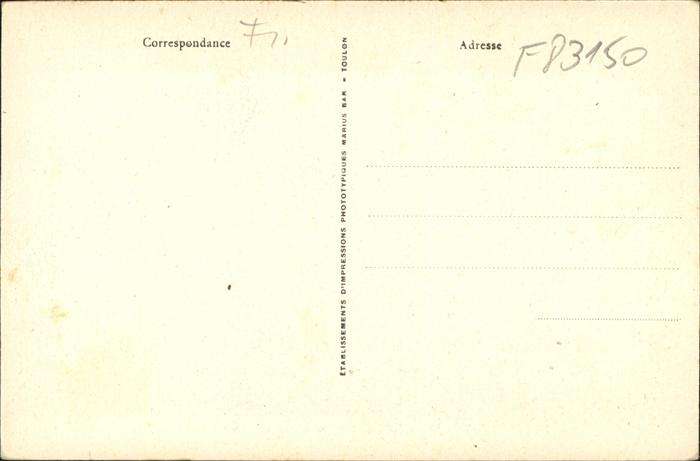 Correspondance
ÉTABLISSEMENTS D'IMPRESSIONS PHOTOTYPIQUES MARIUS BAR - TOULON
Adresse
F83150